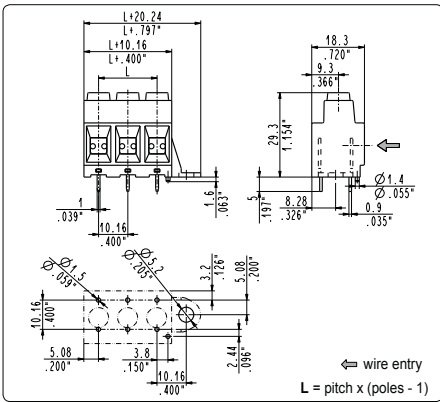 L+20.24
L+.797"
L+10.16
L+.400"
L
18.3
.720"
9.3
.366"
29.3
1.154"
1
.039"
10.16
.400"
1.6
.063"
5
.197"
8.28
.326"
Ø 1.4
Ø .055"
0.9
.035"
Ø 1.5
Ø .059"
Ø 5.2
Ø .205"
3.2
.126"
5.08
.200"
10.16
.400"
5.08
.200"
3.8
.150"
10.16
.400"
2.44
.096"
wire entry
L = pitch x (poles - 1)